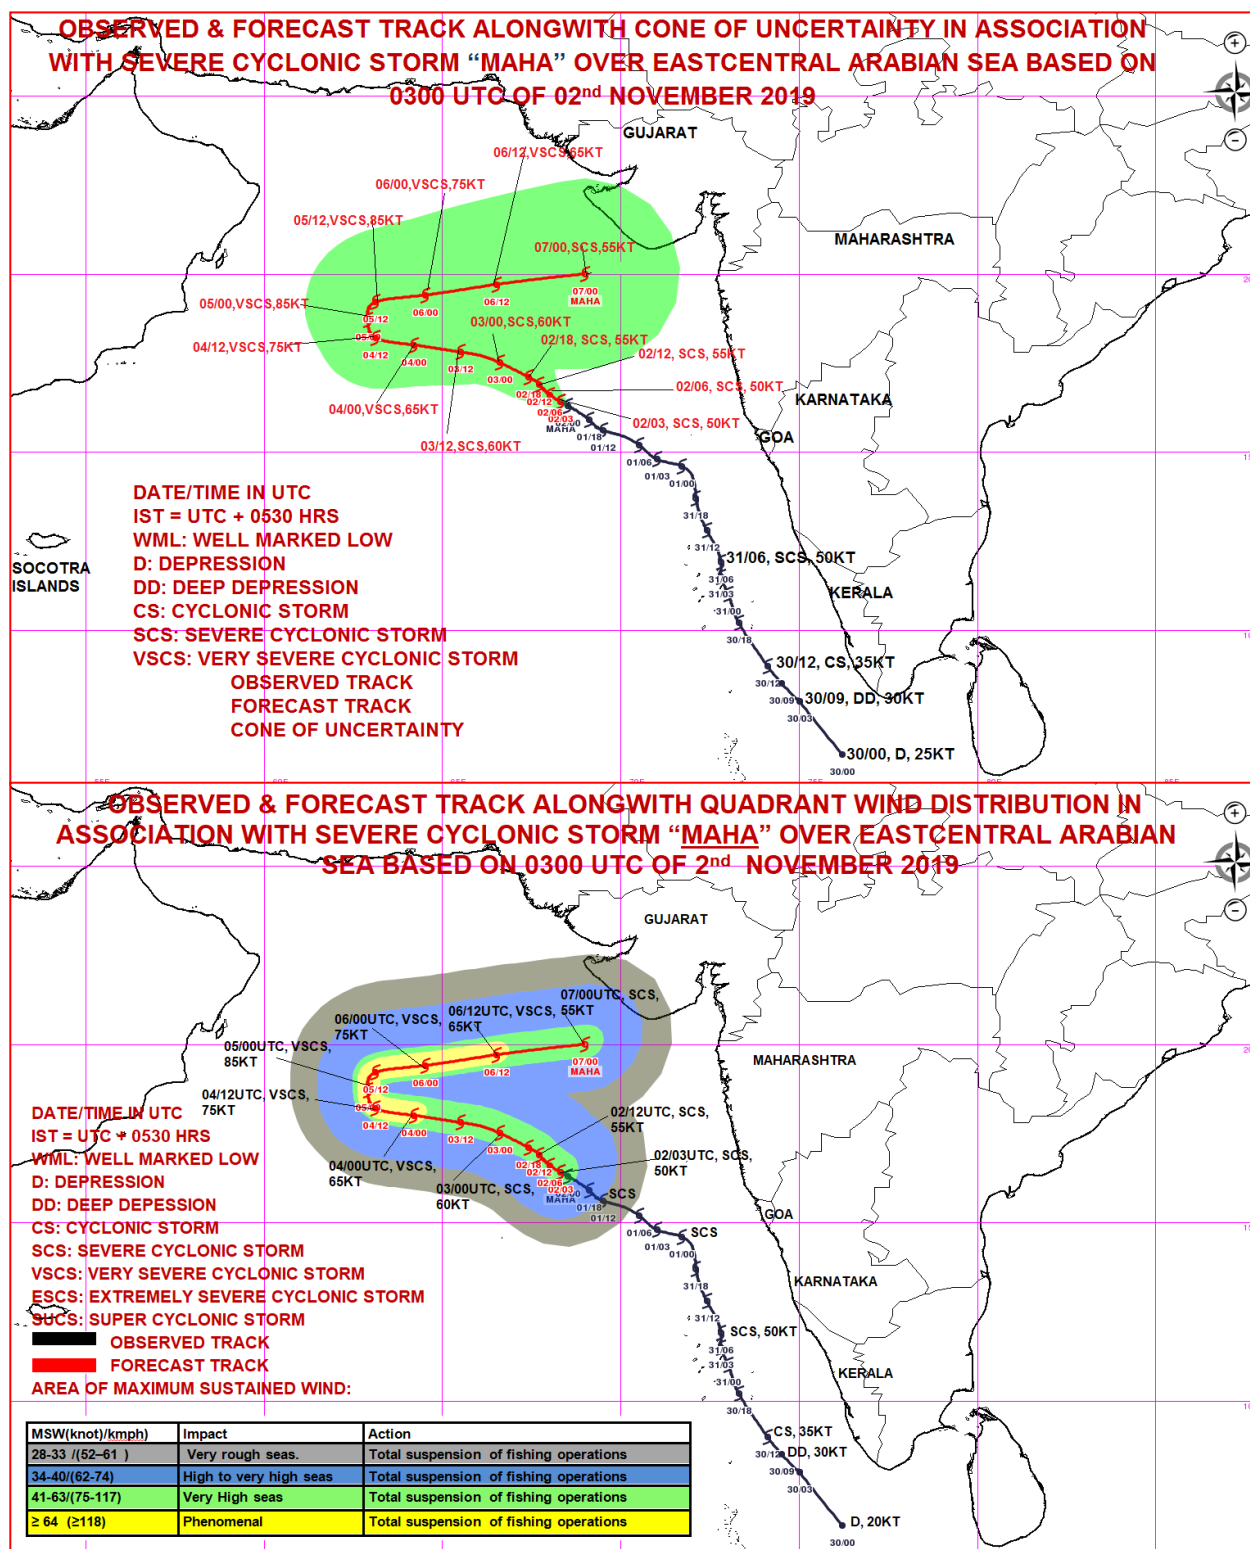 OBSERVED & FORECAST TRACK ALONGWITH CONE OF UNCERTAINTY IN ASSOCIATION
WITH SEVERE CYCLONIC STORM “MAHA” OVER EASTCENTRAL ARABIAN SEA BASED ON
0300 UTC OF 02nd NOVEMBER 2019
GUJARAT
06/12,VSCS,65KT
06/00,VSCS,75KT
05/12,VSCS,85KT
MAHARASHTRA
07/00,SCS,55KT
07/00
MAHA
06/12
06/00
05/00,VSCS,85KT
05/12
03/00,SCS,60KT
02/18, SCS, 55KT
04/12,VSCS,75KT
04/12
04/00
03/12
03/00
02/12, SCS, 55KT
02/06, SCS, 50KT
02/18
02/12
02/06
02/03
MAHA
04/00,VSCS,65KT
02/03, SCS, 50KT
KARNATAKA
GOA
03/12,SCS,60KT
01/18
01/12
01/06
01/03
01/00
DATE/TIME IN UTC
IST = UTC + 0530 HRS
WML: WELL MARKED LOW
D: DEPRESSION
DD: DEEP DEPRESSION
CS: CYCLONIC STORM
SCS: SEVERE CYCLONIC STORM
VSCS: VERY SEVERE CYCLONIC STORM
OBSERVED TRACK
FORECAST TRACK
CONE OF UNCERTAINTY
SOCOTRA
ISLANDS
31/18
31/12
31/06, SCS, 50KT
31/06
31/03
31/00
KERALA
30/18
30/12, CS, 35KT
30/12
30/09, DD, 30KT
30/09
30/03
30/00, D, 25KT
30/00
OBSERVED & FORECAST TRACK ALONGWITH QUADRANT WIND DISTRIBUTION IN
ASSOCIATION WITH SEVERE CYCLONIC STORM “MAHA” OVER EASTCENTRAL ARABIAN
SEA BASED ON 0300 UTC OF 2nd NOVEMBER 2019
GUJARAT
07/00UTC, SCS,
55KT
06/12UTC, VSCS,
65KT
06/00UTC, VSCS,
75KT
05/00UTC, VSCS,
85KT
MAHARASHTRA
07/00
MAHA
06/12
06/00
05/12
04/12UTC, VSCS,
75KT
04/12
04/00
03/12
03/00
02/12UTC, SCS,
55KT
02/18
02/12
02/06
02/03
MAHA
02/03UTC, SCS,
50KT
04/00UTC, VSCS,
65KT
03/00UTC, SCS,
60KT
SCS
01/18
01/12
01/06
01/03
01/00
SCS
GOA
KARNATAKA
31/18
31/12
SCS, 50KT
31/06
31/03
31/00
KERALA
30/18
CS, 35KT
30/12
DD, 30KT
30/09
30/03
D, 20KT
30/00
DATE/TIME IN UTC
IST = UTC + 0530 HRS
WML: WELL MARKED LOW
D: DEPRESSION
DD: DEEP DEPESSION
CS: CYCLONIC STORM
SCS: SEVERE CYCLONIC STORM
VSCS: VERY SEVERE CYCLONIC STORM
ESCS: EXTREMELY SEVERE CYCLONIC STORM
SUCS: SUPER CYCLONIC STORM
OBSERVED TRACK
FORECAST TRACK
AREA OF MAXIMUM SUSTAINED WIND:
MSW(knot)/kmph) Impact Action
28-33 /(52–61 ) Very rough seas. Total suspension of fishing operations
34-40/(62-74) High to very high seas Total suspension of fishing operations
41-63/(75-117) Very High seas Total suspension of fishing operations
≥ 64 (≥118) Phenomenal Total suspension of fishing operations